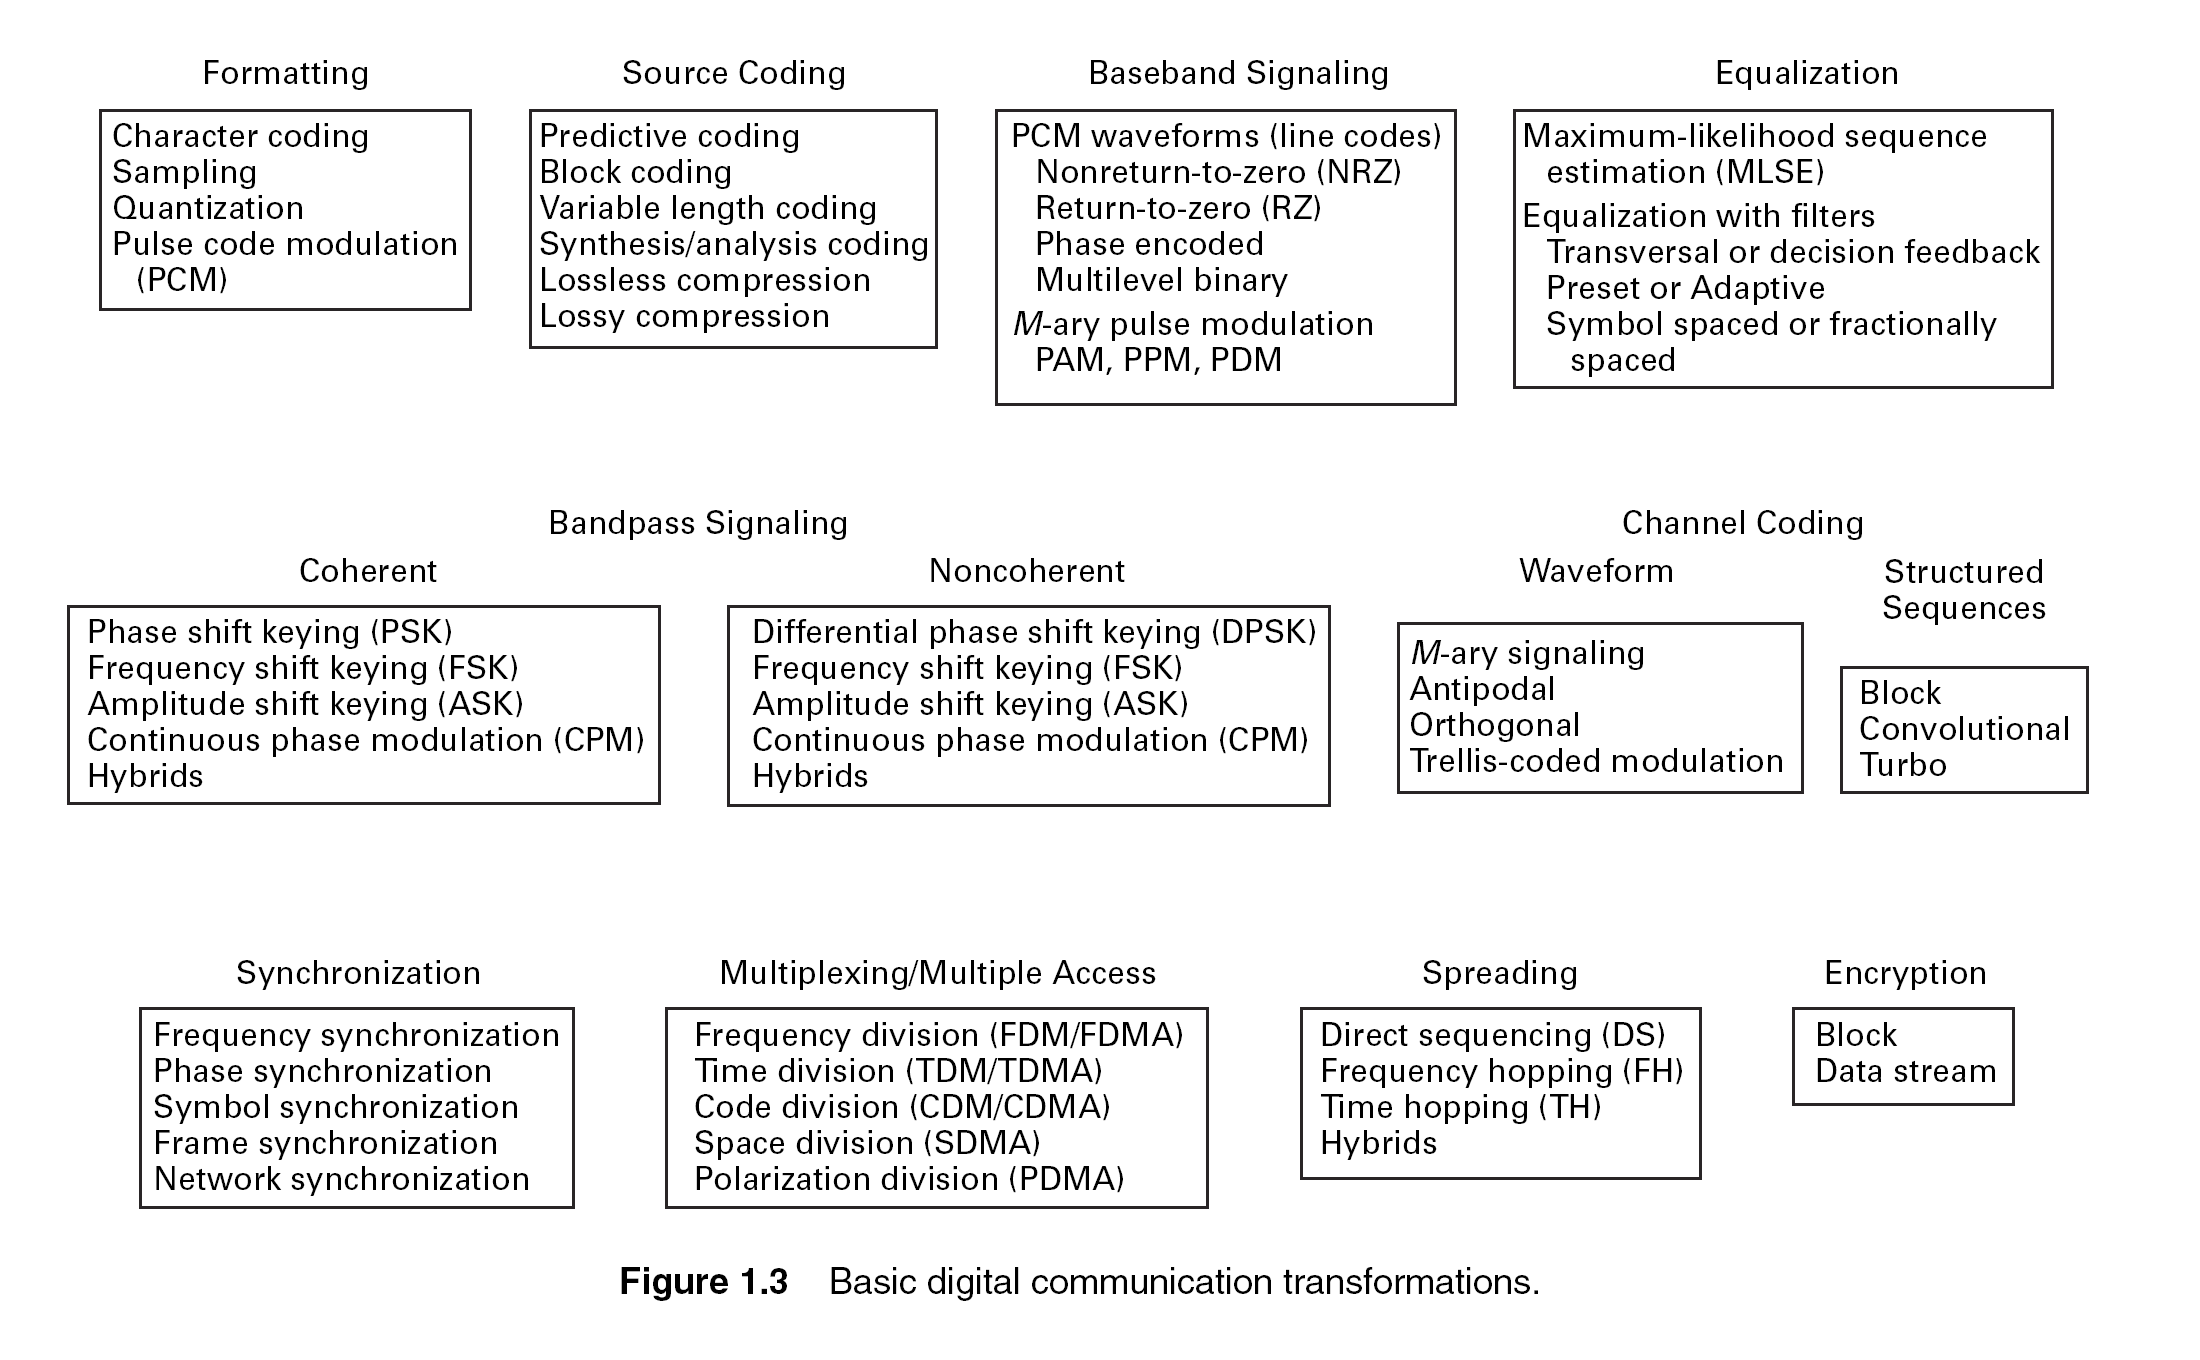 Formatting
Character coding
Sampling
Quantization
Pulse code modulation
(PCM)
Source Coding
Predictive coding
Block coding
Variable length coding
Synthesis/analysis coding
Lossless compression
Lossy compression
Baseband Signaling
PCM waveforms (line codes)
Nonreturn-to-zero (NRZ)
Return-to-zero (RZ)
Phase encoded
Multilevel binary
M-ary pulse modulation
PAM, PPM, PDM
Equalization
Maximum-likelihood sequence
estimation (MLSE)
Equalization with filters
Transversal or decision feedback
Preset or Adaptive
Symbol spaced or fractionally
spaced
Bandpass Signaling
Coherent
Phase shift keying (PSK)
Frequency shift keying (FSK)
Amplitude shift keying (ASK)
Continuous phase modulation (CPM)
Hybrids
Noncoherent
Differential phase shift keying (DPSK)
Frequency shift keying (FSK)
Amplitude shift keying (ASK)
Continuous phase modulation (CPM)
Hybrids
Channel Coding
Waveform
M-ary signaling
Antipodal
Orthogonal
Trellis-coded modulation
Structured
Sequences
Block
Convolutional
Turbo
Synchronization
Frequency synchronization
Phase synchronization
Symbol synchronization
Frame synchronization
Network synchronization
Multiplexing/Multiple Access
Frequency division (FDM/FDMA)
Time division (TDM/TDMA)
Code division (CDM/CDMA)
Space division (SDMA)
Polarization division (PDMA)
Spreading
Direct sequencing (DS)
Frequency hopping (FH)
Time hopping (TH)
Hybrids
Encryption
Block
Data stream
Figure 1.3 Basic digital communication transformations.